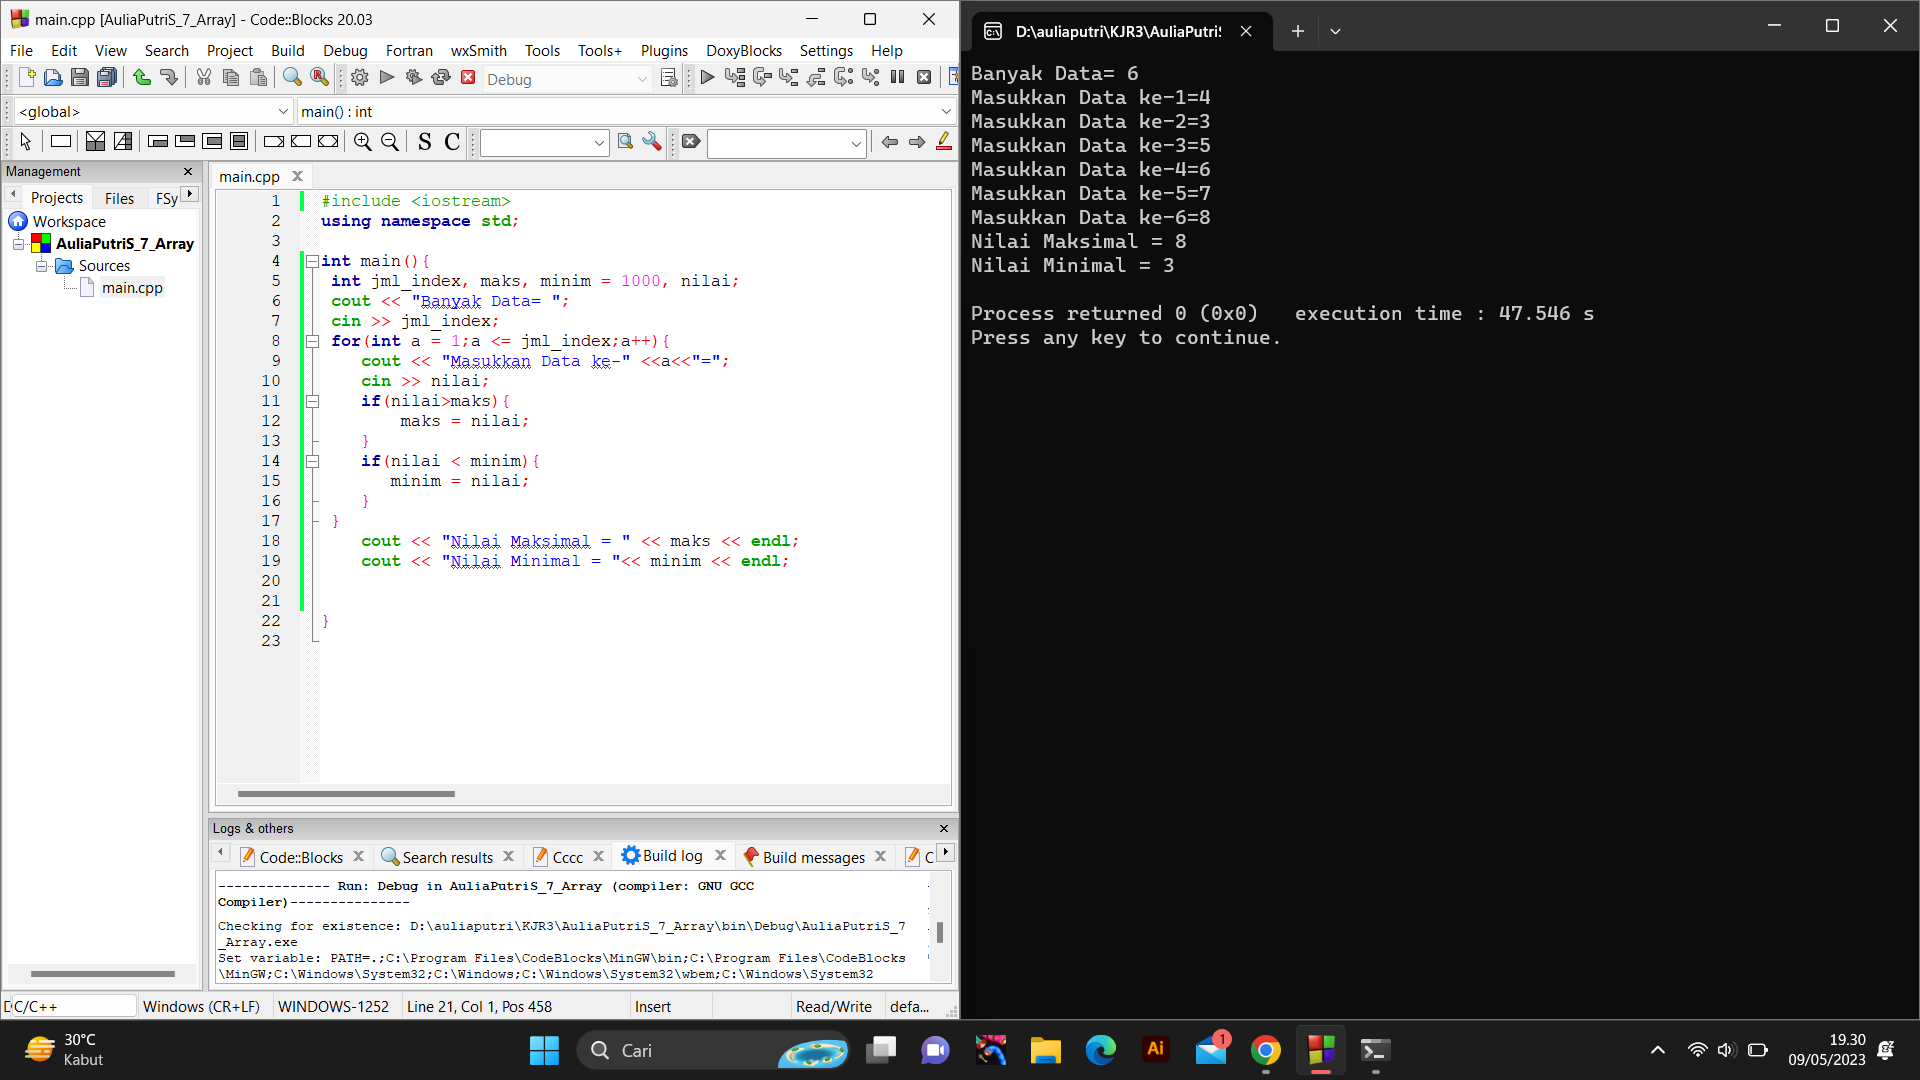 main.cpp [AuliaPutriS_7_Array] - Code::Blocks 20.03
File Edit View Search Project Build Debug Fortran wxSmith Tools Tools+ Plugins DoxyBlocks Settings Help
Debug
<global>
main() : int
S C
Management
Projects Files FSy
Workspace
AuliaPutriS_7_Array
Sources
main.cpp
main.cpp
1 #include <iostream>
2 using namespace std;
3
4 int main(){
5 int jml_index, maks, minim = 1000, nilai;
6 cout << "Banyak Data= ";
7 cin >> jml_index;
8 for(int a = 1;a <= jml_index;a++){
9 cout << "Masukkan Data ke-" <<a<<"=";
10 cin >> nilai;
11 if(nilai>maks){
12 maks = nilai;
13 }
14 if(nilai < minim){
15 minim = nilai;
16 }
17 }
18 cout << "Nilai Maksimal = " << maks << endl;
19 cout << "Nilai Minimal = "<< minim << endl;
20
21
22 }
23
Logs & others
Code::Blocks Search results Cccc Build log Build messages C
-------------- Run: Debug in AuliaPutriS_7_Array (compiler: GNU GCC
Compiler)---------------
Checking for existence: D:\auliaputri\KJR3\AuliaPutriS_7_Array\bin\Debug\AuliaPutriS_7
_Array.exe
Set variable: PATH=.;C:\Program Files\CodeBlocks\MinGW\bin;C:\Program Files\CodeBlocks
\MinGW;C:\Windows\System32;C:\Windows;C:\Windows\System32\wbem;C:\Windows\System32
C/C++ Windows (CR+LF) WINDOWS-1252 Line 21, Col 1, Pos 458 Insert Read/Write defa...
D:\auliaputri\KJR3\AuliaPutri
Banyak Data= 6
Masukkan Data ke-1=4
Masukkan Data ke-2=3
Masukkan Data ke-3=5
Masukkan Data ke-4=6
Masukkan Data ke-5=7
Masukkan Data ke-6=8
Nilai Maksimal = 8
Nilai Minimal = 3
Process returned 0 (0x0)   execution time : 47.546 s
Press any key to continue.
30°C
Kabut
Cari
Ai
1
19.30
09/05/2023